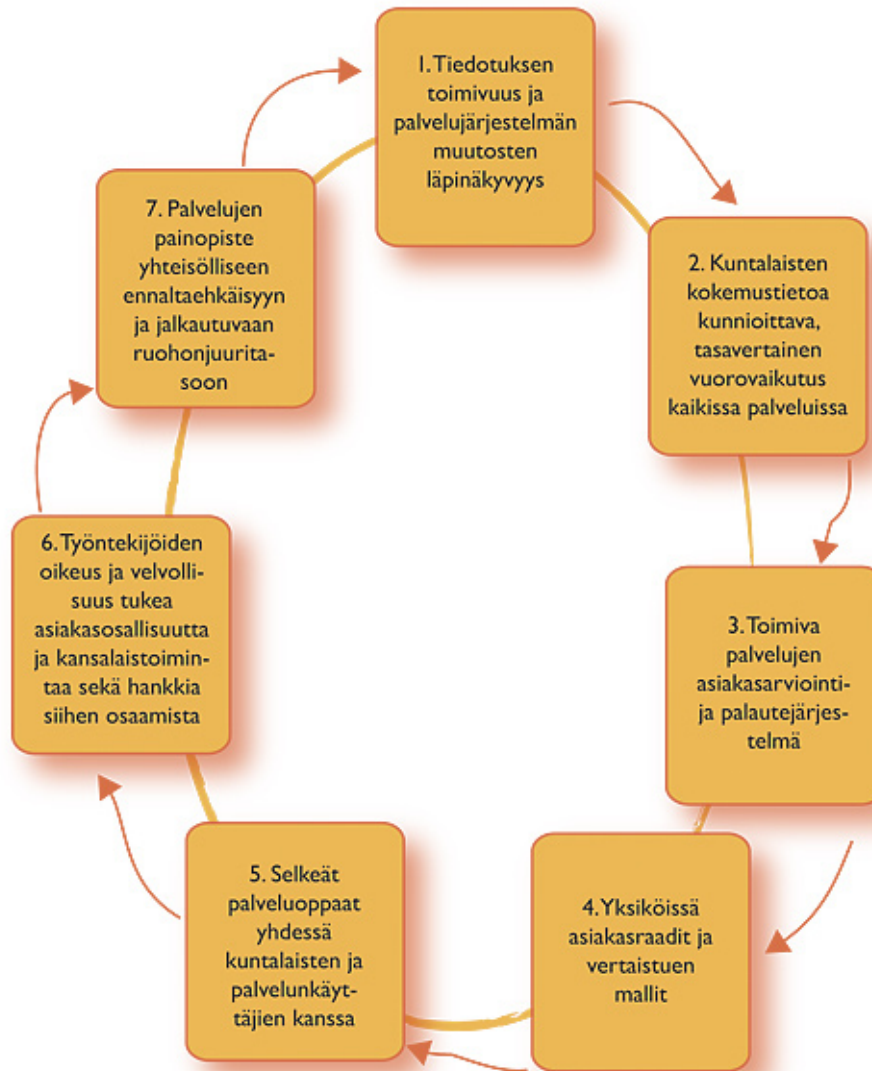 1. Tiedotuksen
toimivuus ja
palvelujärjestelmän
muutosten
läpinäkyvyys
2. Kuntalaisten
kokemustietoa
kunnioittava,
tasavertainen
vuorovaikutus
kaikissa palveluissa
3. Toimiva
palvelujen
asiakasarviointi-
ja palautejärjes-
telmä
4. Yksiköissä
asiakasraadit ja
vertaistuen
mallit
5. Selkeät
palveluoppaat
yhdessä
kuntalaisten ja
palvelunkäyt-
täjien kanssa
6. Työntekijöiden
oikeus ja velvolli-
suus tukea
asiakasosallisuutta
ja kansalaistoimin-
taa sekä hankkia
siihen osaamista
7. Palvelujen
painopiste
yhteisölliseen
ennaltaehkäisyyn
ja jalkautuvaan
ruohonjuurita-
soon